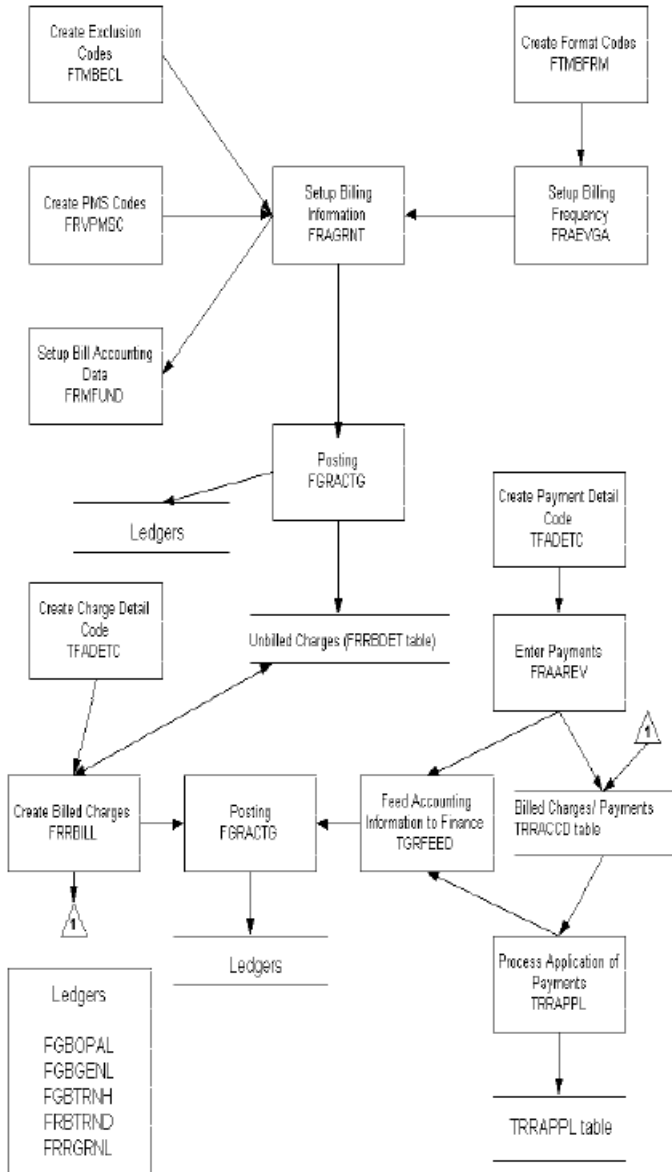 Create Exclusion
Codes
FTMBECL
Create Format Codes
FTMBFRM
Create PMS Codes
FRVPMSC
Setup Billing
Information
FRAGRNT
Setup Billing
Frequency
FRAEVGA
Setup Bill Accounting
Data
FRMFUND
Posting
FGRACTG
Ledgers
Create Payment Detail
Code
TFADETC
Create Charge Detail
Code
TFADETC
Unbilled Charges (FRRBDET table)
Enter Payments
FRAAREV
1
Create Billed Charges
FRRBILL
Posting
FGRACTG
Feed Accounting
Information to Finance
TGRFEED
Billed Charges/ Payments
TRRACCD table
1
Ledgers
Process Application of
Payments
TRRAPPL
TRRAPPL table
Ledgers
FGBOPAL
FGBGENL
FGBTRNH
FRBTRND
FRRGRNL